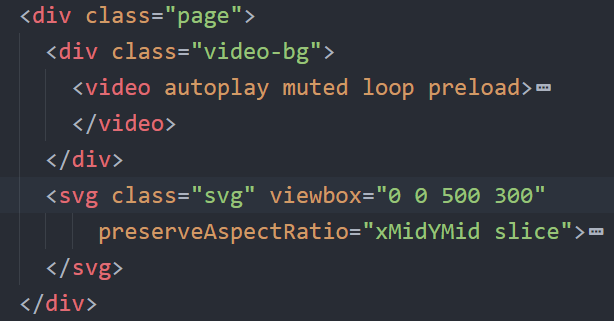 <div class="page">
<div class="video-bg">
<video autoplay muted loop preload>…
</video>
</div>
<svg class="svg" viewbox="0 0 500 300"
preserveAspectRatio="xMidYMid slice">…
</svg>
</div>